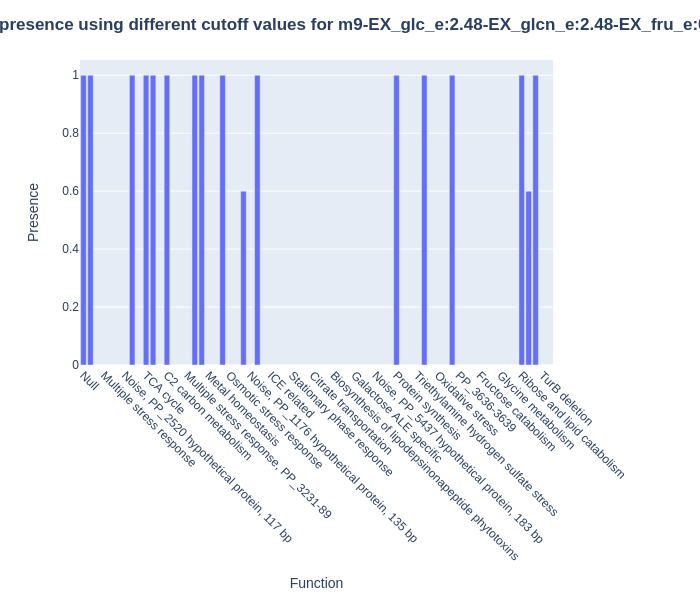 presence using different cutoff values for m9-EX_glc_e:2.48-EX_glcn_e:2.48-EX_fru_e:
1
0.8
0.6
0.4
0.2
0
Presence
Null
Multiple stress response
Noise, PP_2520 hypothetical protein, 117 bp
TCA cycle
C2 carbon metabolism
Multiple stress response, PP_3231-89
Metal homeostasis
Osmotic stress response
Noise, PP_1176 hypothetical protein, 135 bp
ICE related
Stationary phase response
Citrate transportation
Biosynthesis of lipodepsinonapeptide phytotoxins
Galactose ALE specific
Noise, PP_5437 hypothetical protein, 183 bp
Protein synthesis
Triethylamine hydrogen sulfate stress
Oxidative stress
PP_3636-3639
Fructose catabolism
Glycine metabolism
Ribose and lipid catabolism
TurB deletion
Function